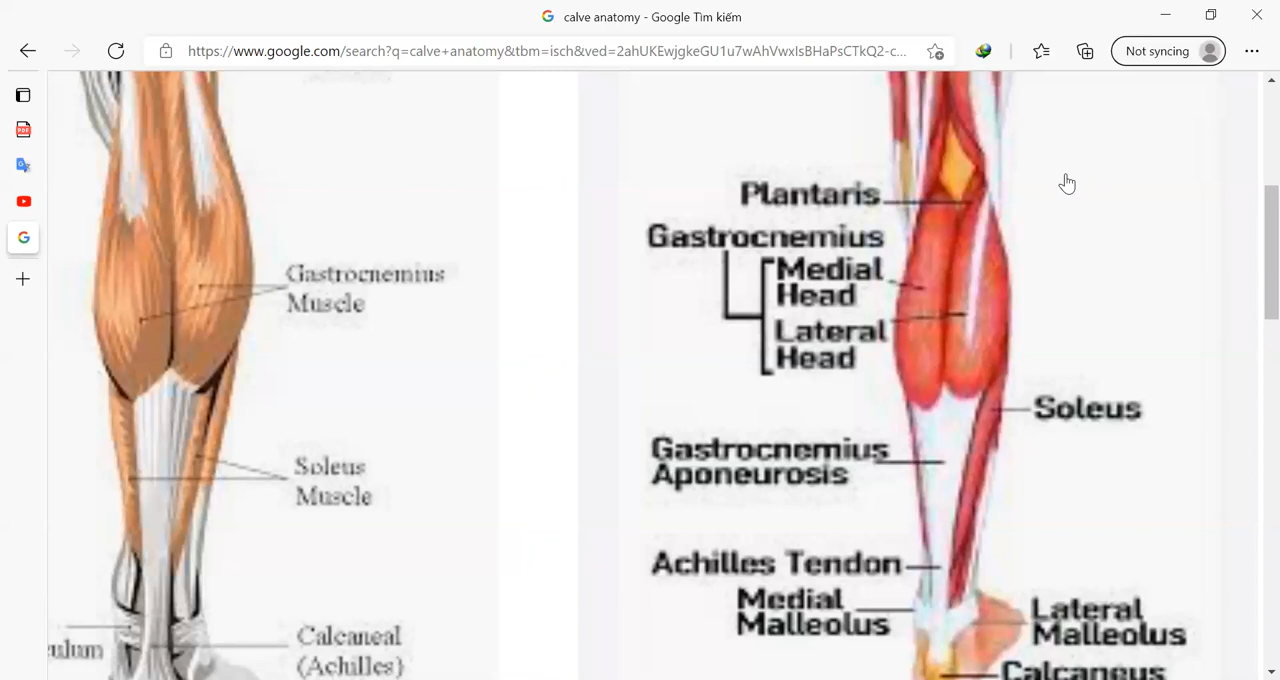 calve anatomy - Google Tìm kiếm
https://www.google.com/search?q=calve+anatomy&tbm=isch&ved=2ahUKEwjgkeGU1u7wAhVwxIsBHaPsCTkQ2-c...
Not syncing
PDF
G
Gastrocnemius
Muscle
Soleus
Muscle
ulum
Calcaneal
(Achilles)
Plantaris
Gastrocnemius
Medial
Head
Lateral
Head
Soleus
Gastrocnemius
Aponeurosis
Achilles Tendon
Medial
Malleolus
Lateral
Malleolus
Calcaneus